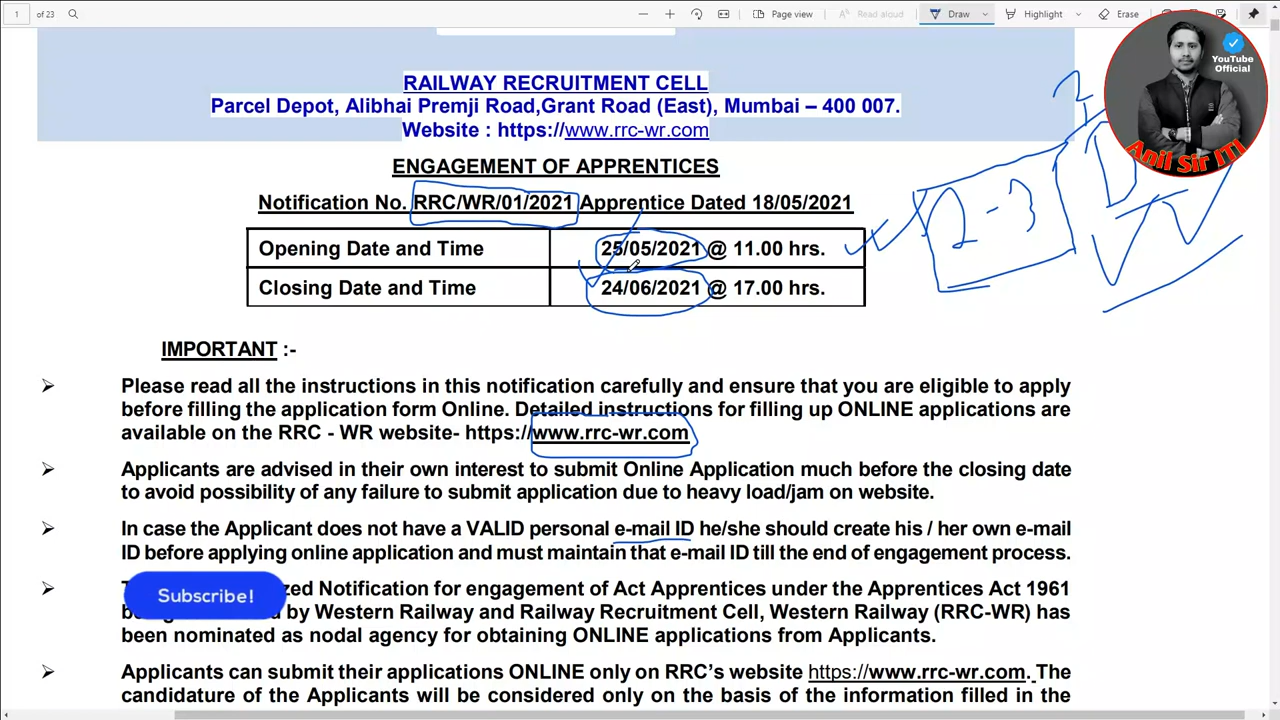 1 of 23 Page view Read aloud Draw Highlight Erase
YouTube
Official
Anil Sir ITI
RAILWAY RECRUITMENT CELL
Parcel Depot, Alibhai Premji Road,Grant Road (East), Mumbai – 400 007.
Website : https://www.rrc-wr.com
ENGAGEMENT OF APPRENTICES
Notification No. RRC/WR/01/2021 Apprentice Dated 18/05/2021
Opening Date and Time 25/05/2021 @ 11.00 hrs.
Closing Date and Time 24/06/2021 @ 17.00 hrs.
2-3
IMPORTANT :-
Please read all the instructions in this notification carefully and ensure that you are eligible to apply
before filling the application form Online. Detailed instructions for filling up ONLINE applications are
available on the RRC - WR website- https://www.rrc-wr.com
Applicants are advised in their own interest to submit Online Application much before the closing date
to avoid possibility of any failure to submit application due to heavy load/jam on website.
In case the Applicant does not have a VALID personal e-mail ID he/she should create his / her own e-mail
ID before applying online application and must maintain that e-mail ID till the end of engagement process.
zed Notification for engagement of Act Apprentices under the Apprentices Act 1961
Subscribe!
by Western Railway and Railway Recruitment Cell, Western Railway (RRC-WR) has
been nominated as nodal agency for obtaining ONLINE applications from Applicants.
Applicants can submit their applications ONLINE only on RRC's website https://www.rrc-wr.com. The
candidature of the Applicants will be considered only on the basis of the information filled in the